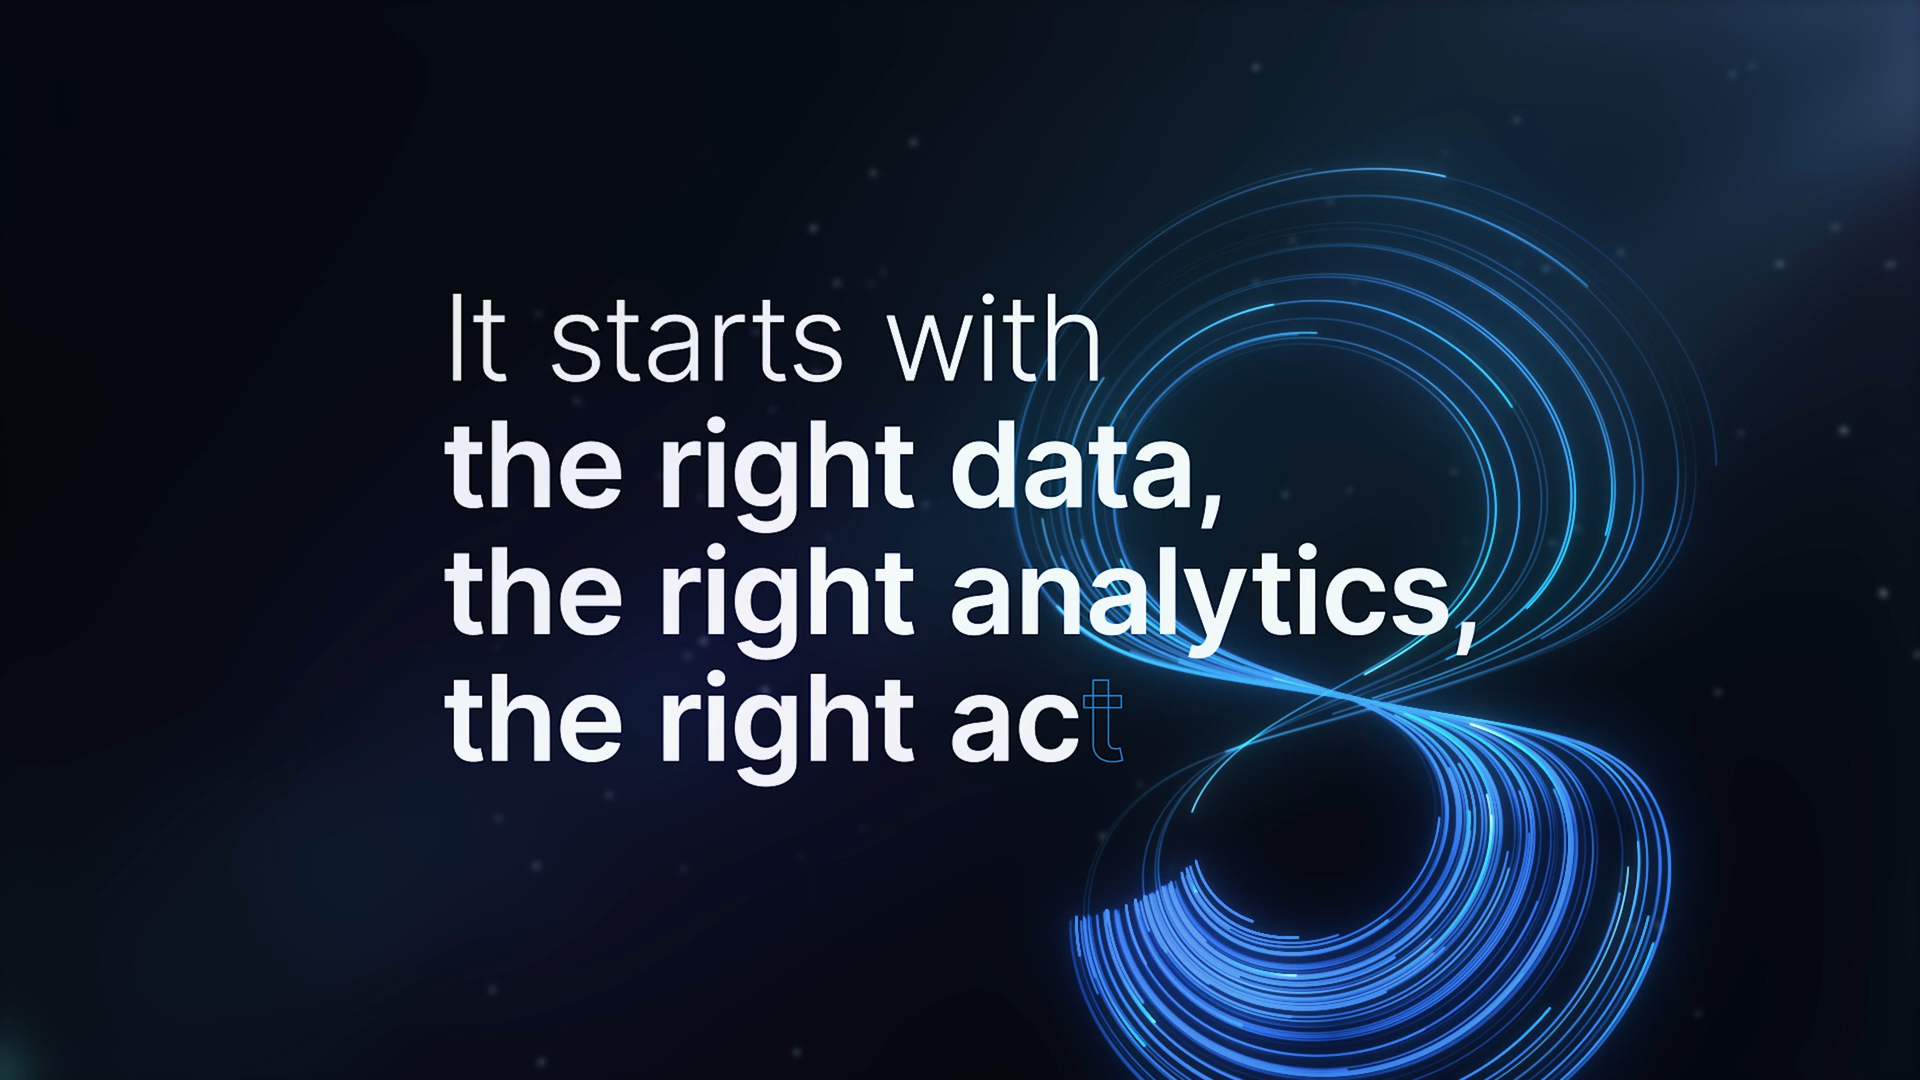 It starts with
the right data,
the right analytics,
the right act